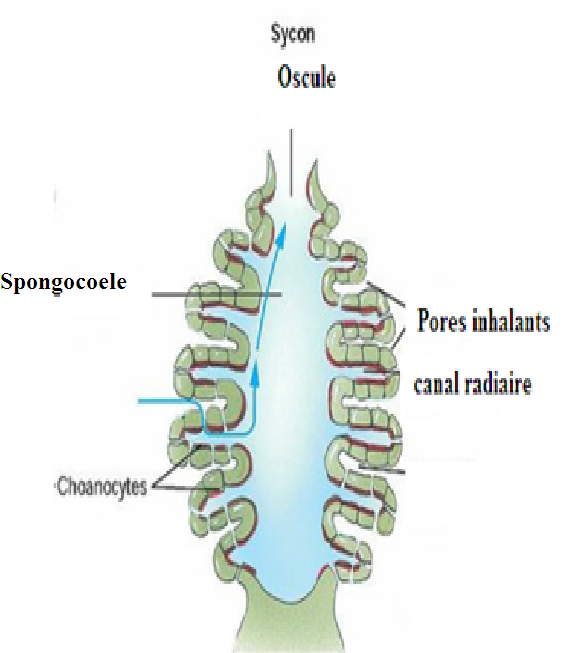 Sycon
Oscule
Spongocoele
Pores inhalants
canal radiaire
Choanocytes